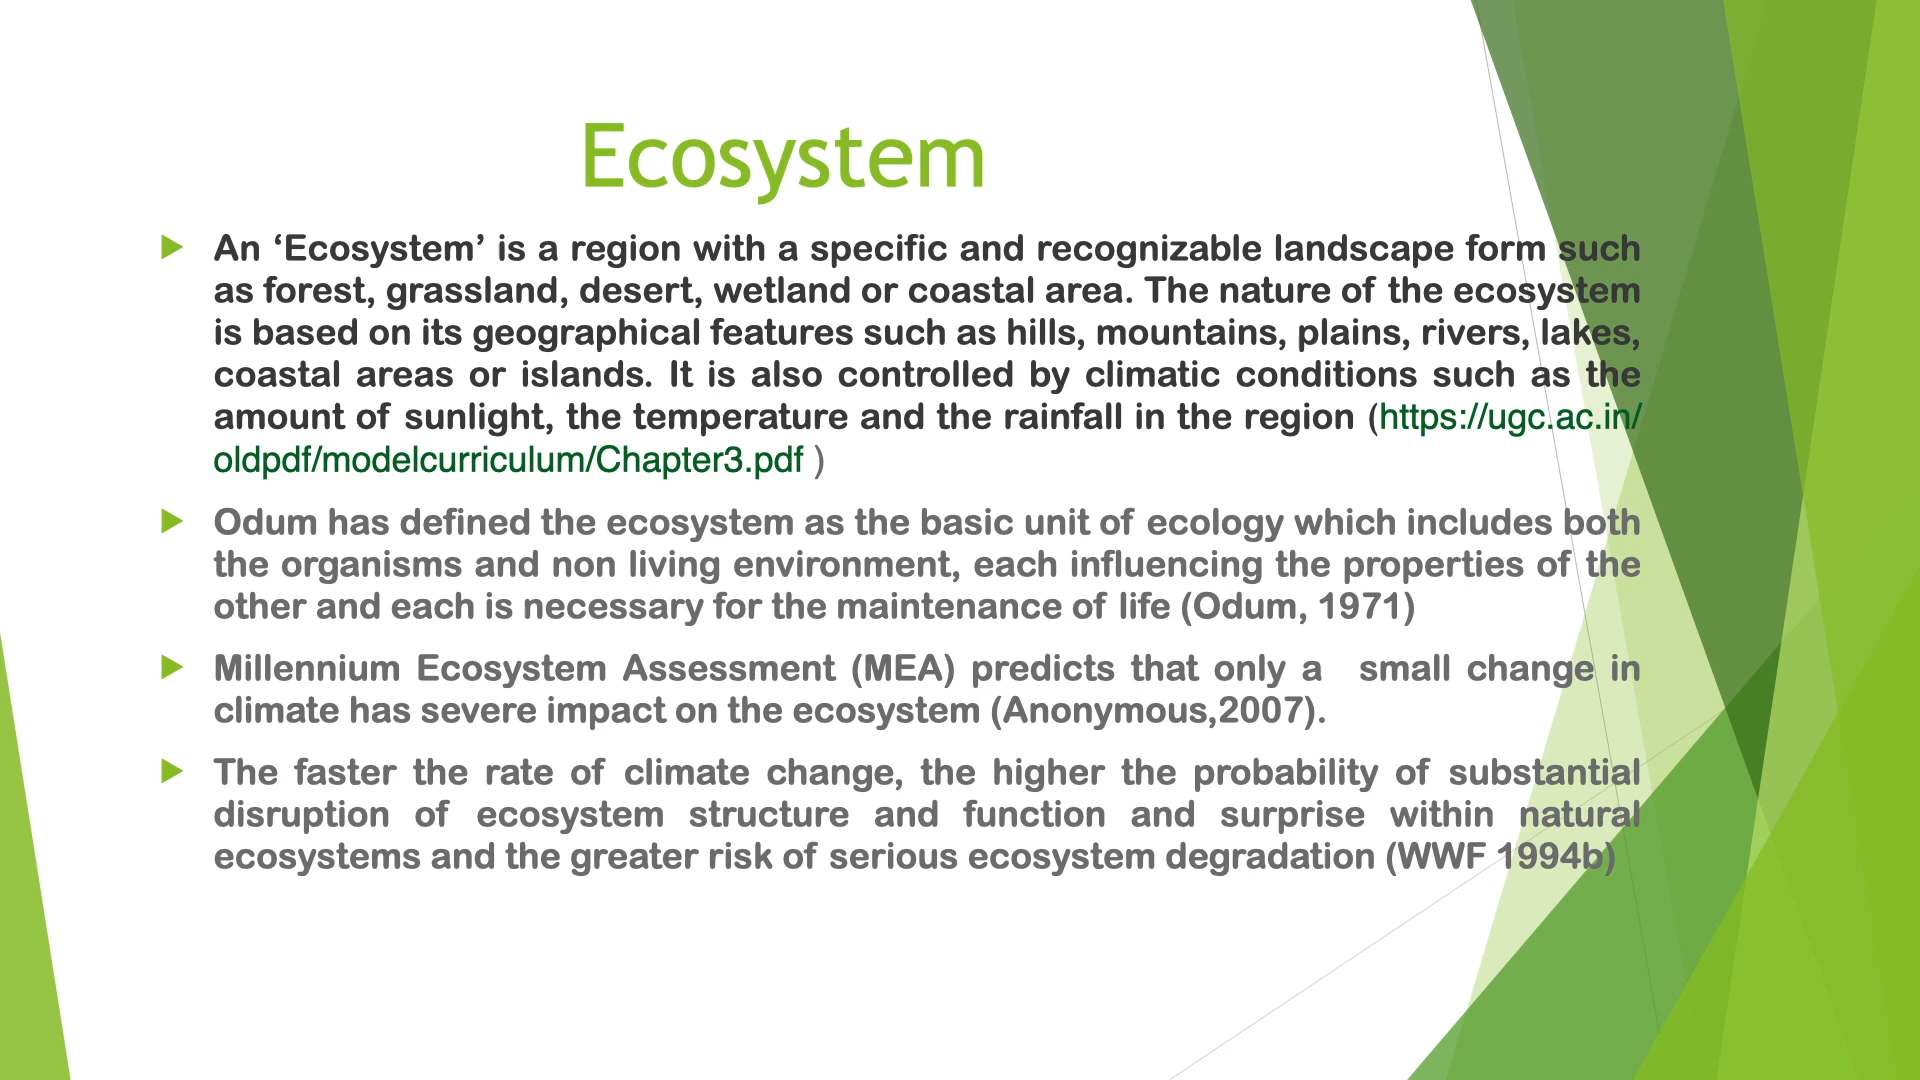 Ecosystem
An ‘Ecosystem’ is a region with a specific and recognizable landscape form such
as forest, grassland, desert, wetland or coastal area. The nature of the ecosystem
is based on its geographical features such as hills, mountains, plains, rivers, lakes,
coastal areas or islands. It is also controlled by climatic conditions such as the
amount of sunlight, the temperature and the rainfall in the region (https://ugc.ac.in/
oldpdf/modelcurriculum/Chapter3.pdf )
Odum has defined the ecosystem as the basic unit of ecology which includes both
the organisms and non living environment, each influencing the properties of the
other and each is necessary for the maintenance of life (Odum, 1971)
Millennium Ecosystem Assessment (MEA) predicts that only a  small change in
climate has severe impact on the ecosystem (Anonymous,2007).
The faster the rate of climate change, the higher the probability of substantial
disruption of ecosystem structure and function and surprise within natural
ecosystems and the greater risk of serious ecosystem degradation (WWF 1994b)